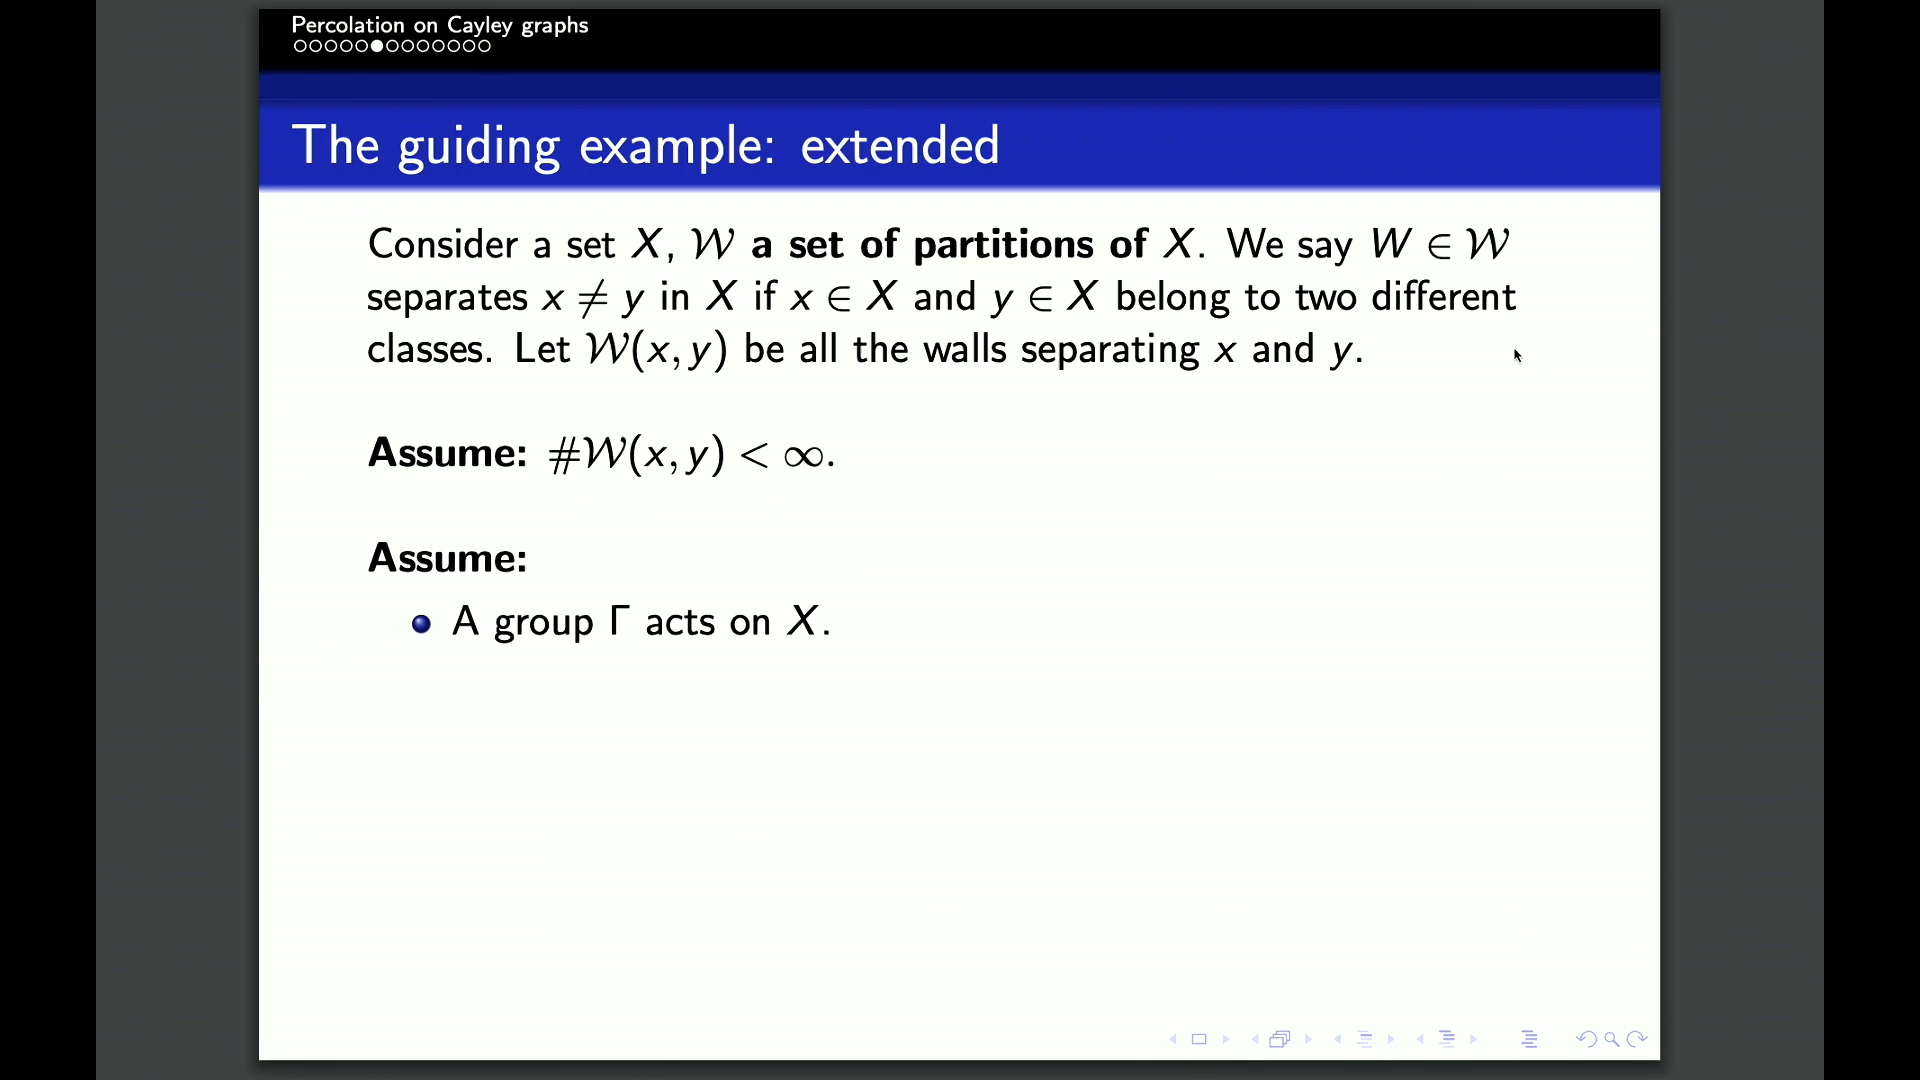 Percolation on Cayley graphs
The guiding example: extended
Consider a set X, 𝒲 a set of partitions of X. We say W ∈ 𝒲
separates x ≠ y in X if x ∈ X and y ∈ X belong to two different
classes. Let 𝒲(x, y) be all the walls separating x and y.
Assume: #𝒲(x, y) < ∞.
Assume:
A group Γ acts on X.